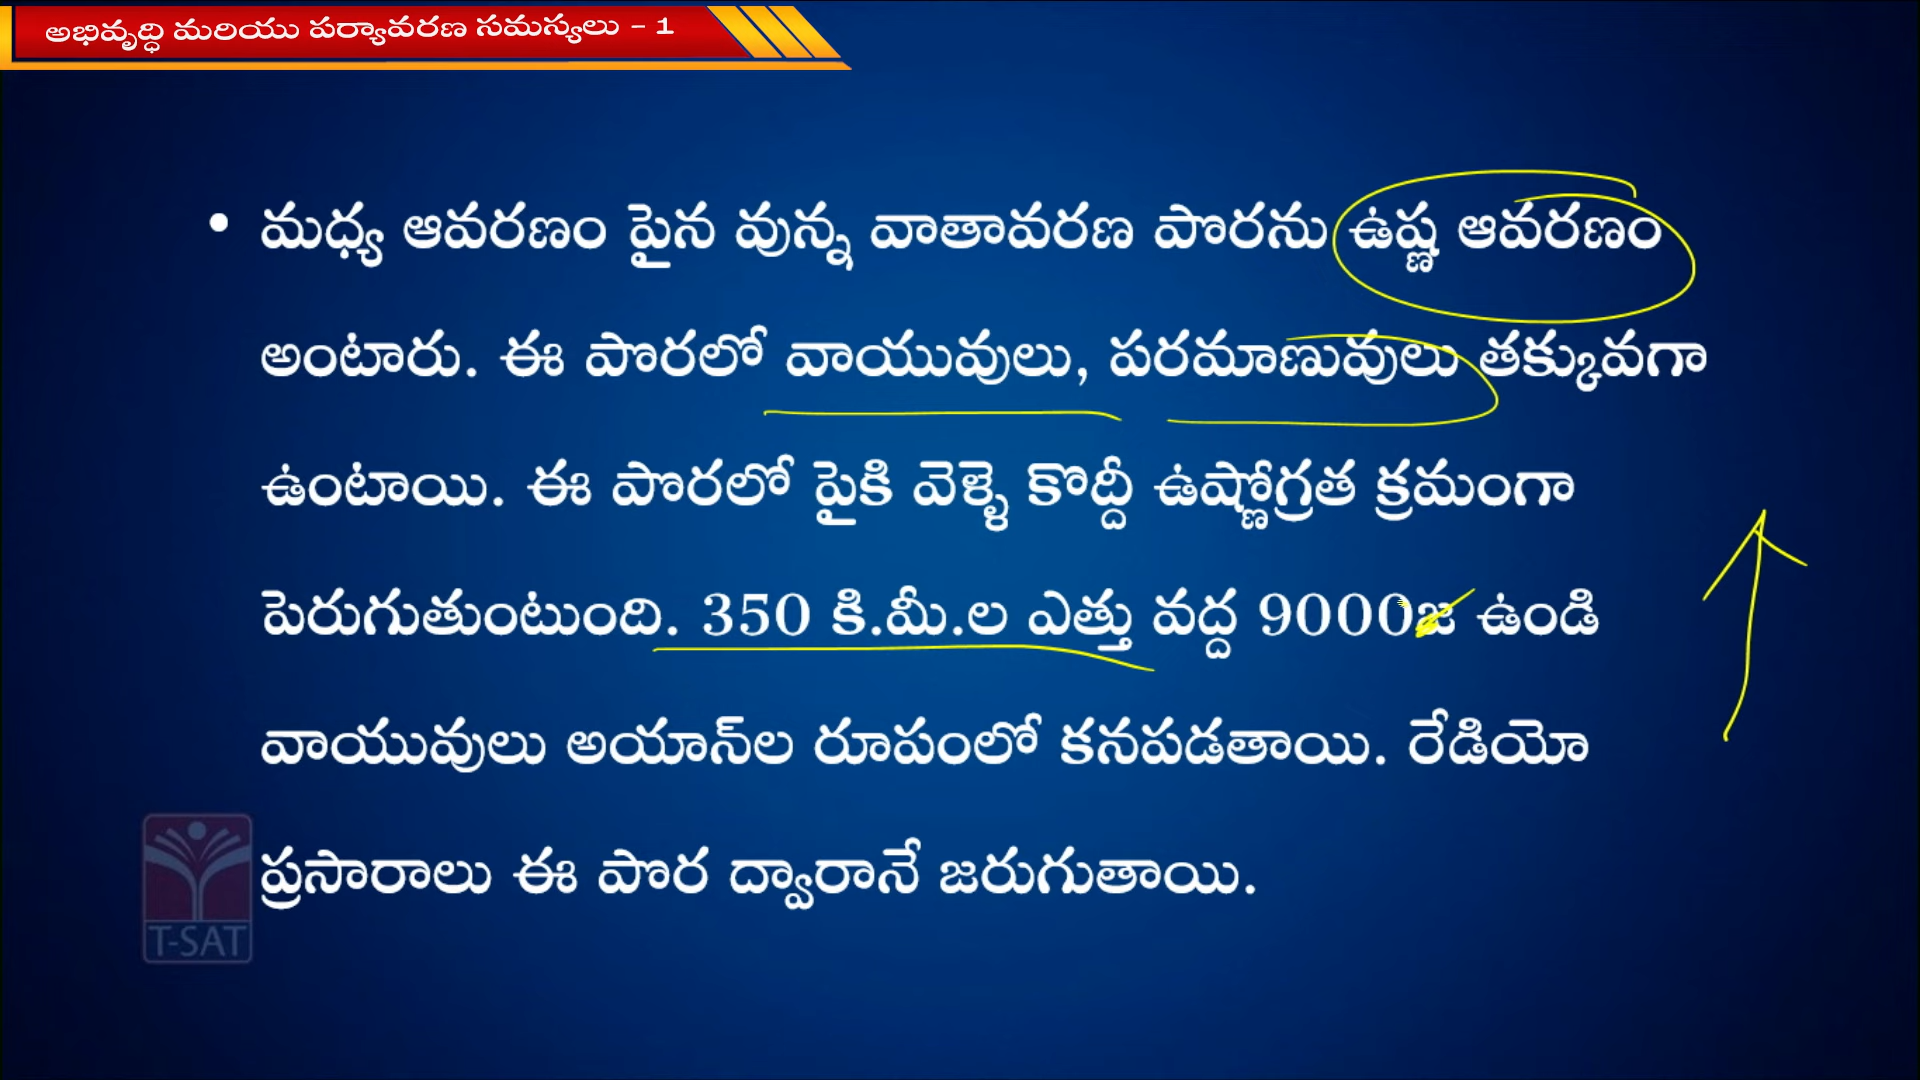 అభివృద్ధి మరియు పర్యావరణ సమస్యలు - 1
• మధ్య ఆవరణం పైన వున్న వాతావరణ పొరను ఉష్ణ ఆవరణం
అంటారు. ఈ పొరలో వాయువులు, పరమాణువులు తక్కువగా
ఉంటాయి. ఈ పొరలో పైకి వెళ్ళె కొద్దీ ఉష్ణోగ్రత క్రమంగా
పెరుగుతుంటుంది. 350 కి.మీ.ల ఎత్తు వద్ద 9000జ ఉండి
వాయువులు అయాన్‌ల రూపంలో కనపడతాయి. రేడియో
ప్రసారాలు ఈ పొర ద్వారానే జరుగుతాయి.
T-SAT